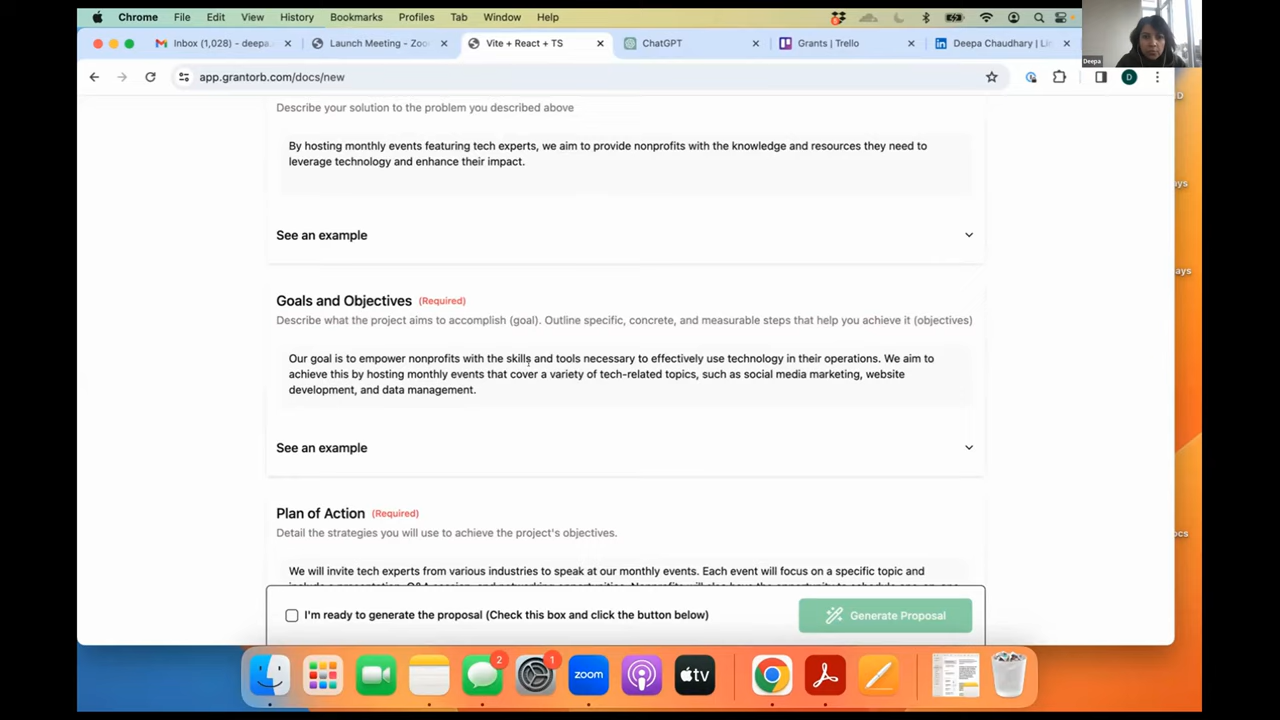 Chrome File Edit View History Bookmarks Profiles Tab Window Help
Inbox (1,028) - deepa. Launch Meeting - Zoo Vite + React + TS ChatGPT Grants | Trello Deepa Chaudhary | Lin
Deepa
app.grantorb.com/docs/new
D
Describe your solution to the problem you described above
By hosting monthly events featuring tech experts, we aim to provide nonprofits with the knowledge and resources they need to
leverage technology and enhance their impact.
ays
See an example
ays
Goals and Objectives (Required)
Describe what the project aims to accomplish (goal). Outline specific, concrete, and measurable steps that help you achieve it (objectives)
Our goal is to empower nonprofits with the skills and tools necessary to effectively use technology in their operations. We aim to
achieve this by hosting monthly events that cover a variety of tech-related topics, such as social media marketing, website
development, and data management.
See an example
Plan of Action (Required)
Detail the strategies you will use to achieve the project's objectives.
ocs
We will invite tech experts from various industries to speak at our monthly events. Each event will focus on a specific topic and
I'm ready to generate the proposal (Check this box and click the button below) Generate Proposal
2 1 zoom tv